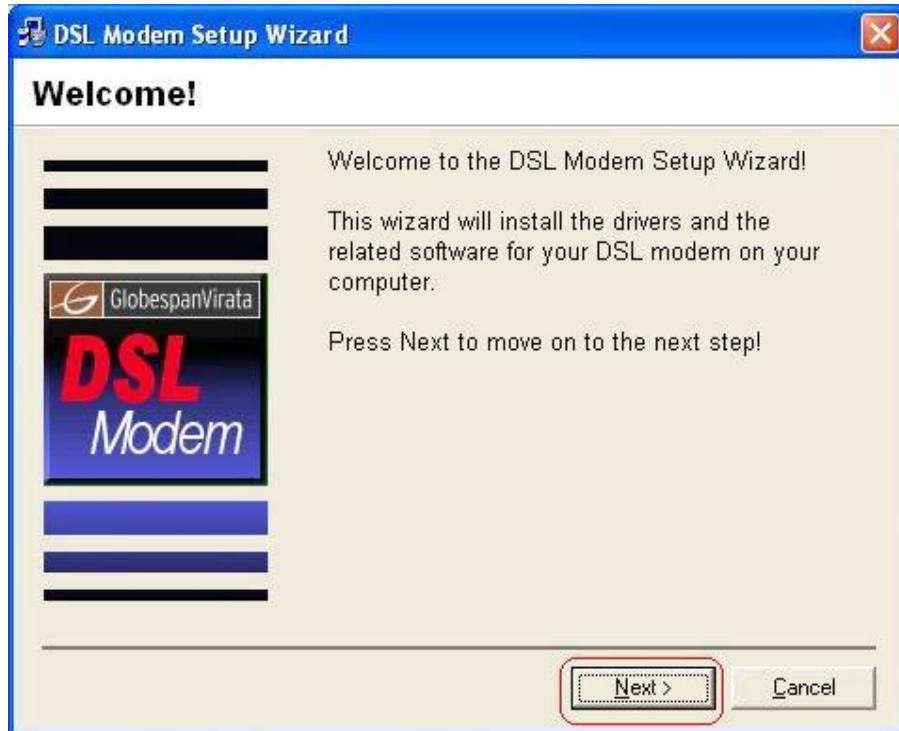 DSL Modem Setup Wizard
Welcome!
Welcome to the DSL Modem Setup Wizard!
This wizard will install the drivers and the
related software for your DSL modem on your
computer.
Press Next to move on to the next step!
GlobespanVirata
DSL
Modem
Next >
Cancel